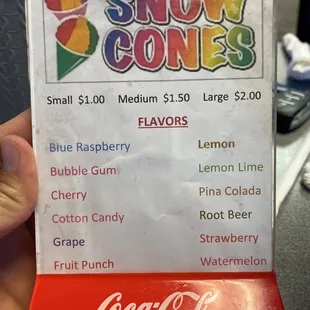 SNOW
CONES
Small $1.00 Medium $1.50 Large $2.00
FLAVORS
Blue Raspberry Lemon
Bubble Gum Lemon Lime
Cherry Pina Colada
Cotton Candy Root Beer
Grape Strawberry
Fruit Punch Watermelon
Coca-Cola